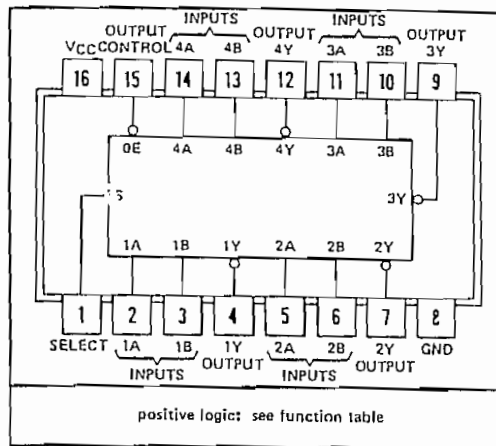 INPUTS INPUTS
OUTPUT OUTPUT OUTPUT
VCC CONTROL 4A 4B 4Y 3A 3B 3Y
16 15 14 13 12 11 10 9
0E 4A 4B 4Y 3A 3B
S 3Y
1A 1B 1Y 2A 2B 2Y
1 2 3 4 5 6 7 8
SELECT 1A 1B 1Y 2A 2B 2Y GND
OUTPUT OUTPUT
INPUTS INPUTS
positive logic: see function table